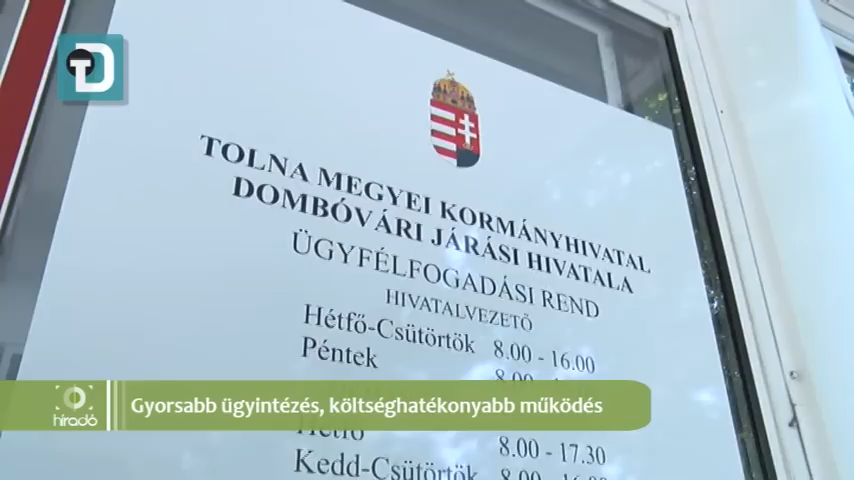 TD
TOLNA MEGYEI KORMÁNYHIVATAL
DOMBÓVÁRI JÁRÁSI HIVATALA
ÜGYFÉLFOGADÁSI REND
HIVATALVEZETŐ
Hétfő-Csütörtök 8.00 - 16.00
Péntek
híradó
Gyorsabb ügyintézés, költséghatékonyabb működés
Hétfő 8.00 - 17.30
Kedd-Csütörtök